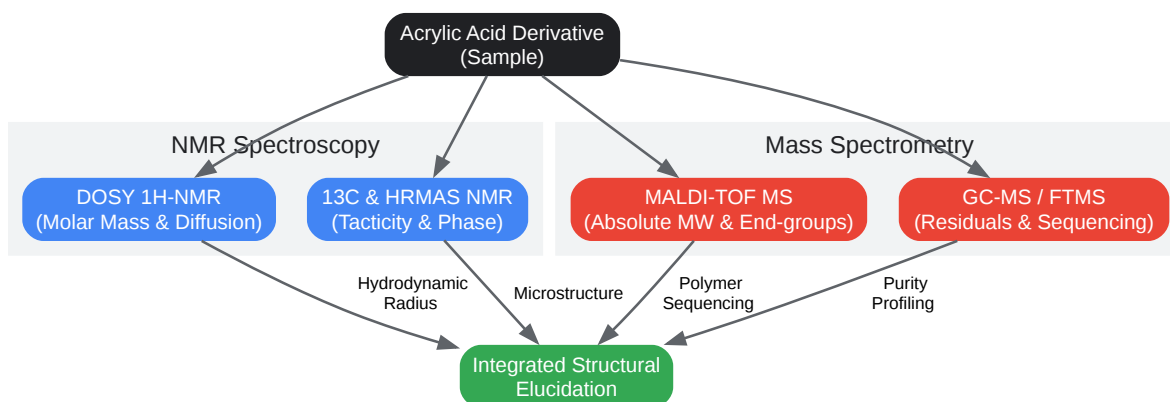 Acrylic Acid Derivative
(Sample)
NMR Spectroscopy
Mass Spectrometry
DOSY 1H-NMR
(Molar Mass & Diffusion)
13C & HRMAS NMR
(Tacticity & Phase)
MALDI-TOF MS
(Absolute MW & End-groups)
GC-MS / FTMS
(Residuals & Sequencing)
Hydrodynamic
Radius
Microstructure
Polymer
Sequencing
Purity
Profiling
Integrated Structural
Elucidation